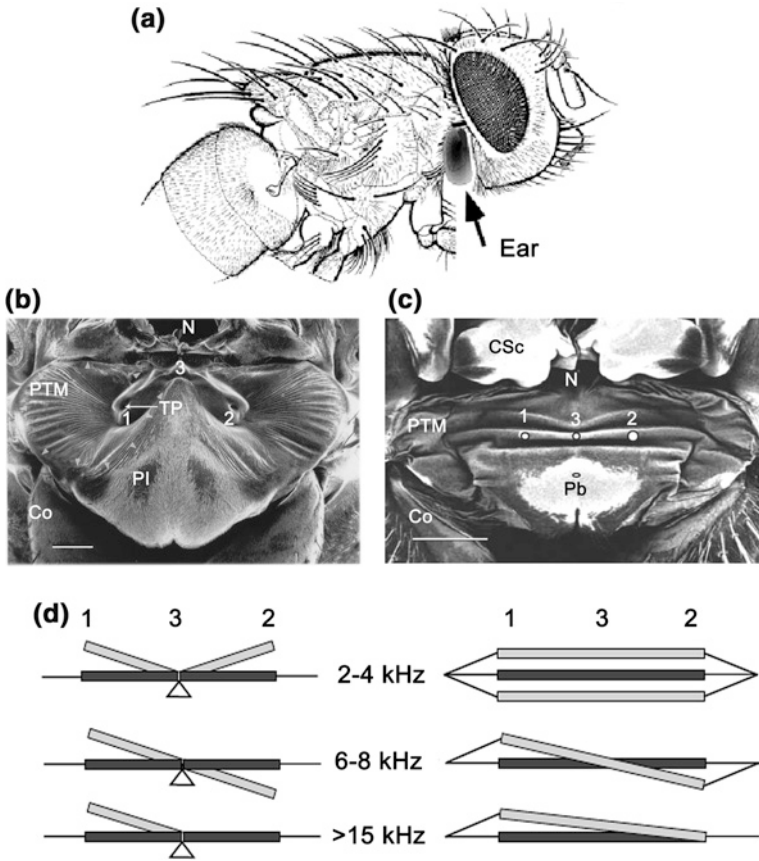 (a)
Ear
(b)
N
3
PTM
1 TP 2
Pl
Co
(c)
CSc
N
PTM
1 3 2
Pb
Co
(d)
1 3 2 1 3 2
2-4 kHz
6-8 kHz
>15 kHz